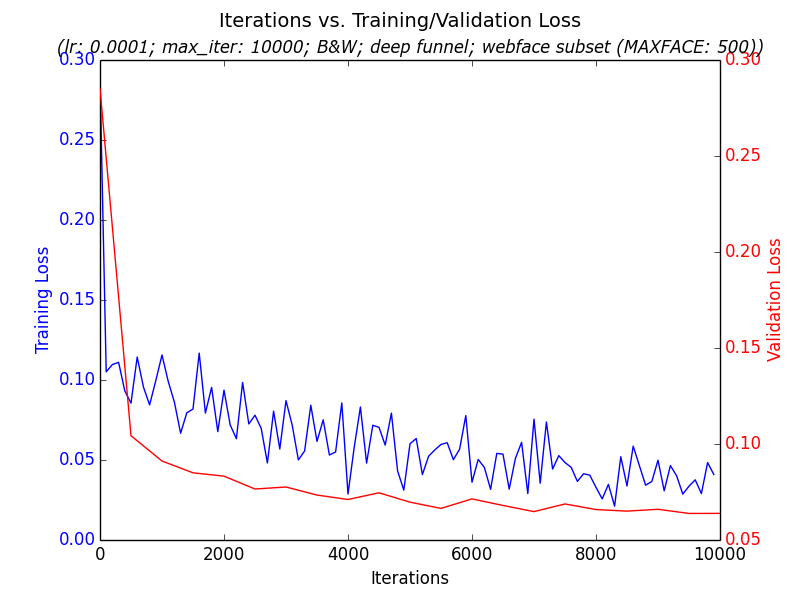 Iterations vs. Training/Validation Loss
(lr: 0.0001; max_iter: 10000; B&W; deep funnel; webface subset (MAXFACE: 500))
0.30
0.25
0.20
0.15
0.10
0.05
0.00
Training Loss
0.30
0.25
0.20
0.15
0.10
0.05
Validation Loss
0 2000 4000 6000 8000 10000
Iterations